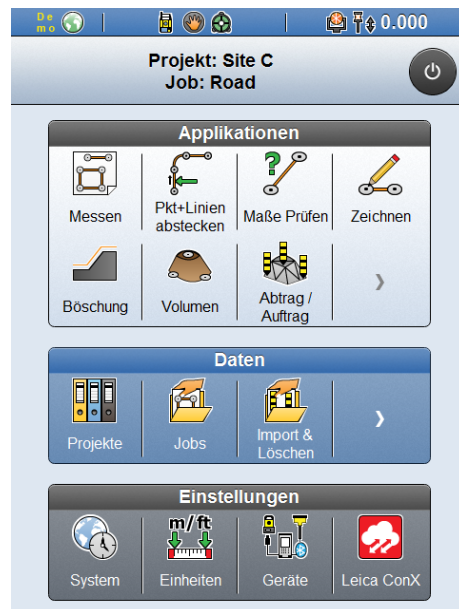 De
mo
0.000
Projekt: Site C
Job: Road
Applikationen
Messen
Pkt+Linien
abstecken
Maße Prüfen
Zeichnen
Böschung
Volumen
Abtrag /
Auftrag
Daten
Projekte
Jobs
Import &
Löschen
Einstellungen
m/ft
System
Einheiten
Geräte
Leica ConX